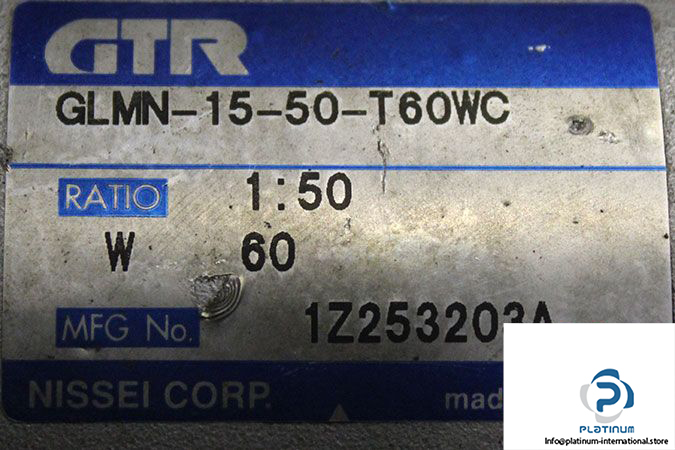 GTR
GLMN-15-50-T60WC
RATIO 1:50
W 60
MFG No. 1Z253203A
NISSEI CORP. mad
PLATINUM
Info@platinum-international.store